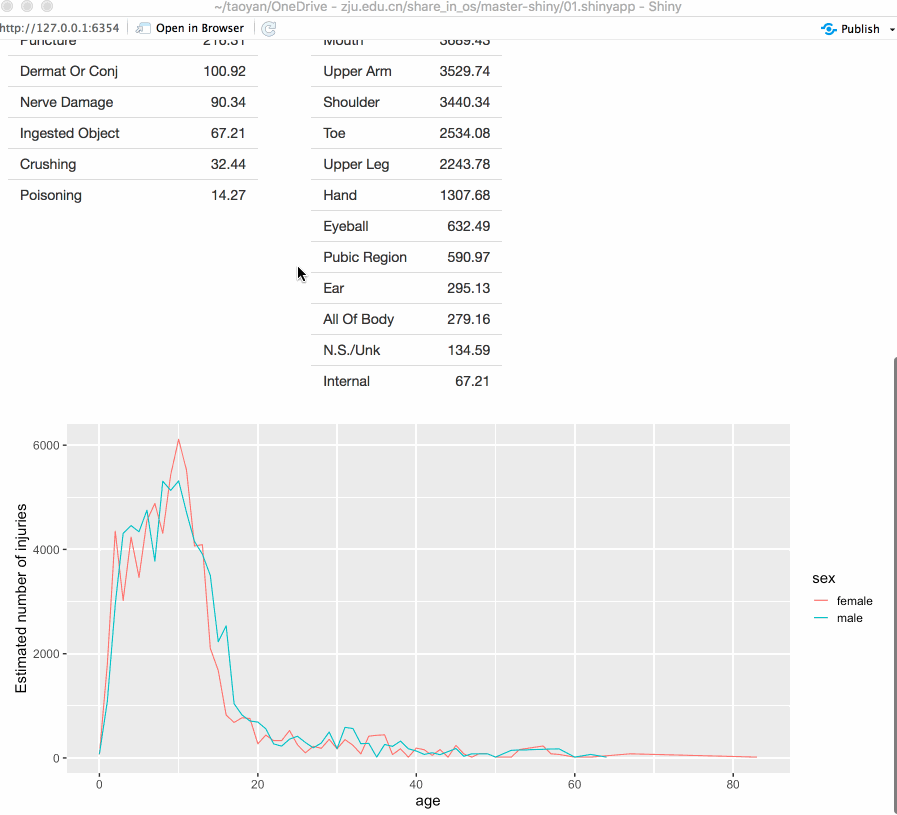 ~/taoyan/OneDrive - zju.edu.cn/share_in_os/master-shiny/01.shinyapp - Shiny
http://127.0.0.1:6354 Open in Browser Publish
Puncture 216.31
Dermat Or Conj 100.92
Nerve Damage 90.34
Ingested Object 67.21
Crushing 32.44
Poisoning 14.27
Mouth 3689.43
Upper Arm 3529.74
Shoulder 3440.34
Toe 2534.08
Upper Leg 2243.78
Hand 1307.68
Eyeball 632.49
Pubic Region 590.97
Ear 295.13
All Of Body 279.16
N.S./Unk 134.59
Internal 67.21
Estimated number of injuries
6000
4000
2000
0
0 20 40 60 80
age
sex
female
male